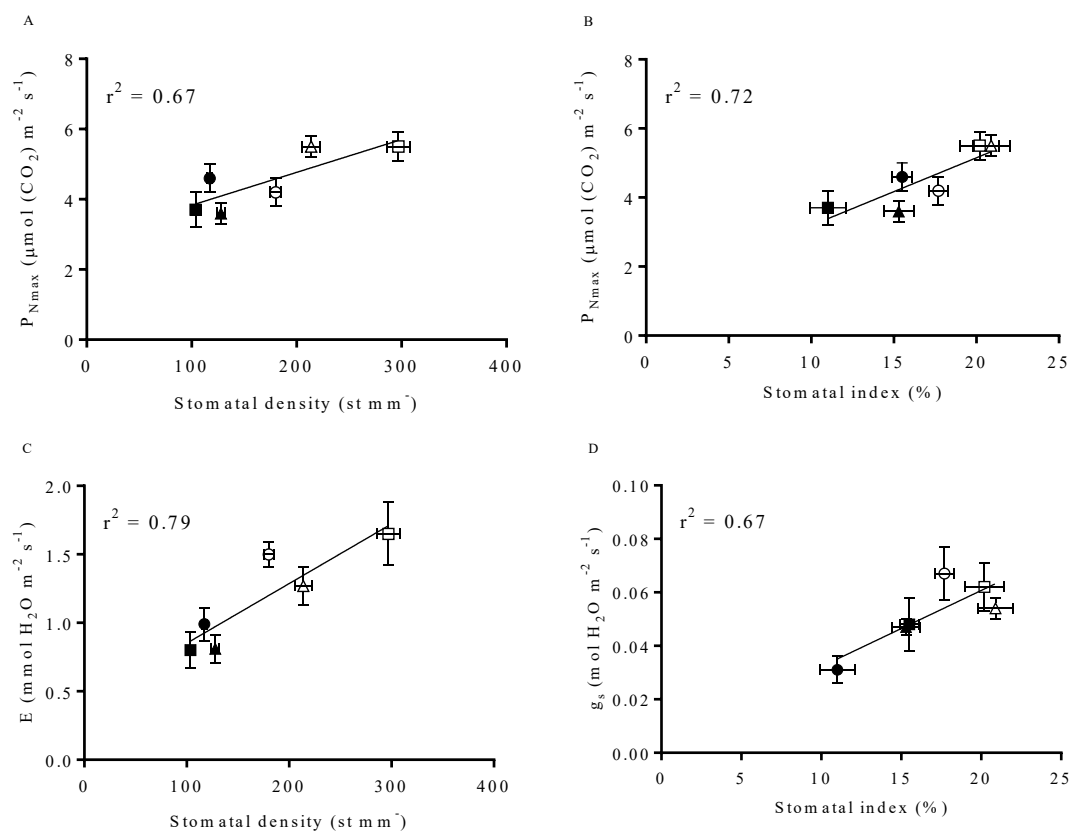 A
8
6
4
2
0
P_Nmax (μmol (CO₂) m⁻² s⁻¹)
r² = 0.67
0 100 200 300 400
Stomatal density (st mm⁻)
B
8
6
4
2
0
P_Nmax (μmol (CO₂) m⁻² s⁻¹)
r² = 0.72
0 5 10 15 20 25
Stomatal index (%)
C
2.0
1.5
1.0
0.5
0.0
E (mmol H₂O m⁻² s⁻¹)
r² = 0.79
0 100 200 300 400
Stomatal density (st mm⁻)
D
0.10
0.08
0.06
0.04
0.02
0.00
g_s (mol H₂O m⁻² s⁻¹)
r² = 0.67
0 5 10 15 20 25
Stomatal index (%)